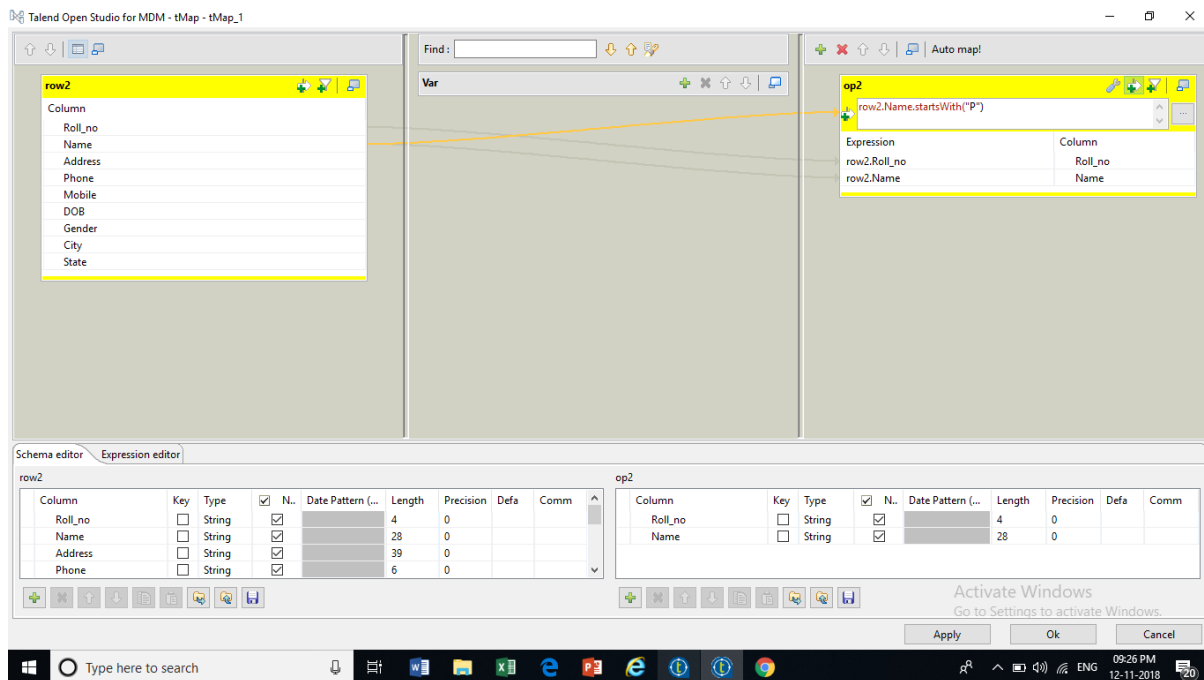 Talend Open Studio for MDM - tMap - tMap_1
Find :
Auto map!
row2
Column
Roll_no
Name
Address
Phone
Mobile
DOB
Gender
City
State
Var
op2
row2.Name.startsWith("P")
...
Expression Column
row2.Roll_no Roll_no
row2.Name Name
Schema editor Expression editor
row2
Column Key Type N.. Date Pattern (... Length Precision Defa Comm
Roll_no String 4 0
Name String 28 0
Address String 39 0
Phone String 6 0
op2
Column Key Type N.. Date Pattern (... Length Precision Defa Comm
Roll_no String 4 0
Name String 28 0
Activate Windows
Go to Settings to activate Windows.
Apply Ok Cancel
Type here to search
ENG
09:26 PM
12-11-2018
20